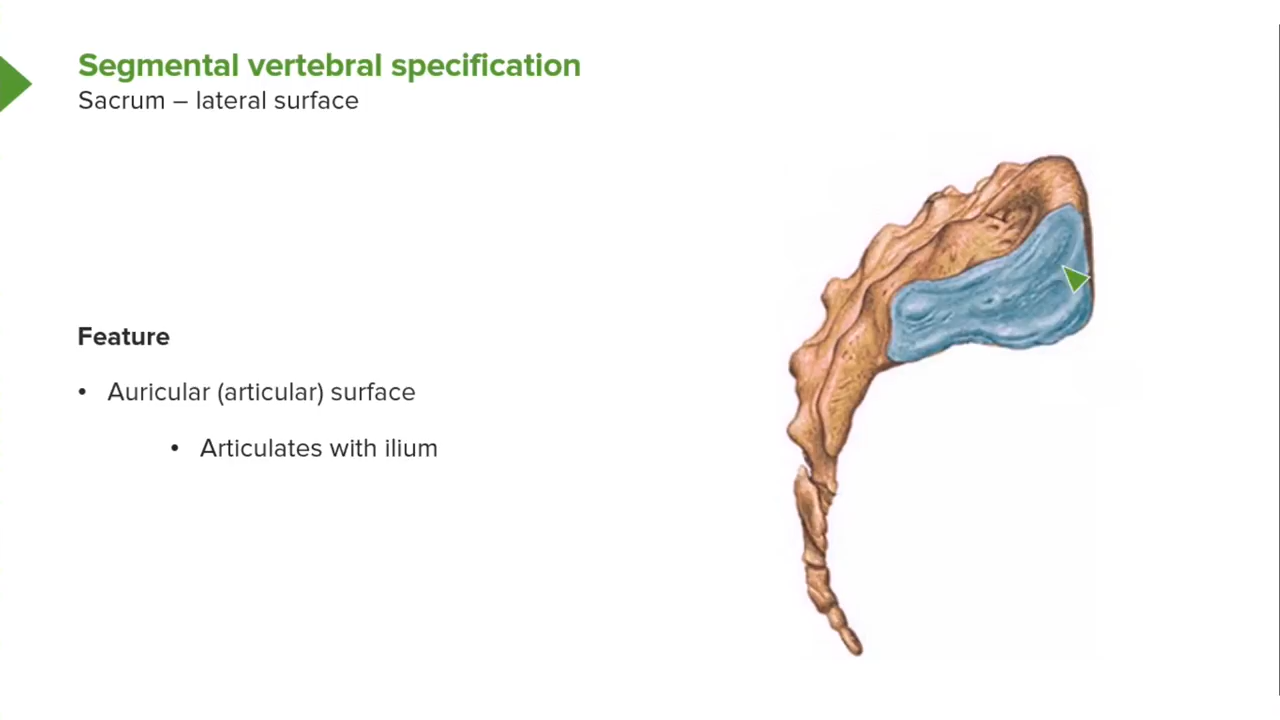 Segmental vertebral specification
Sacrum – lateral surface
Feature
• Auricular (articular) surface
• Articulates with ilium